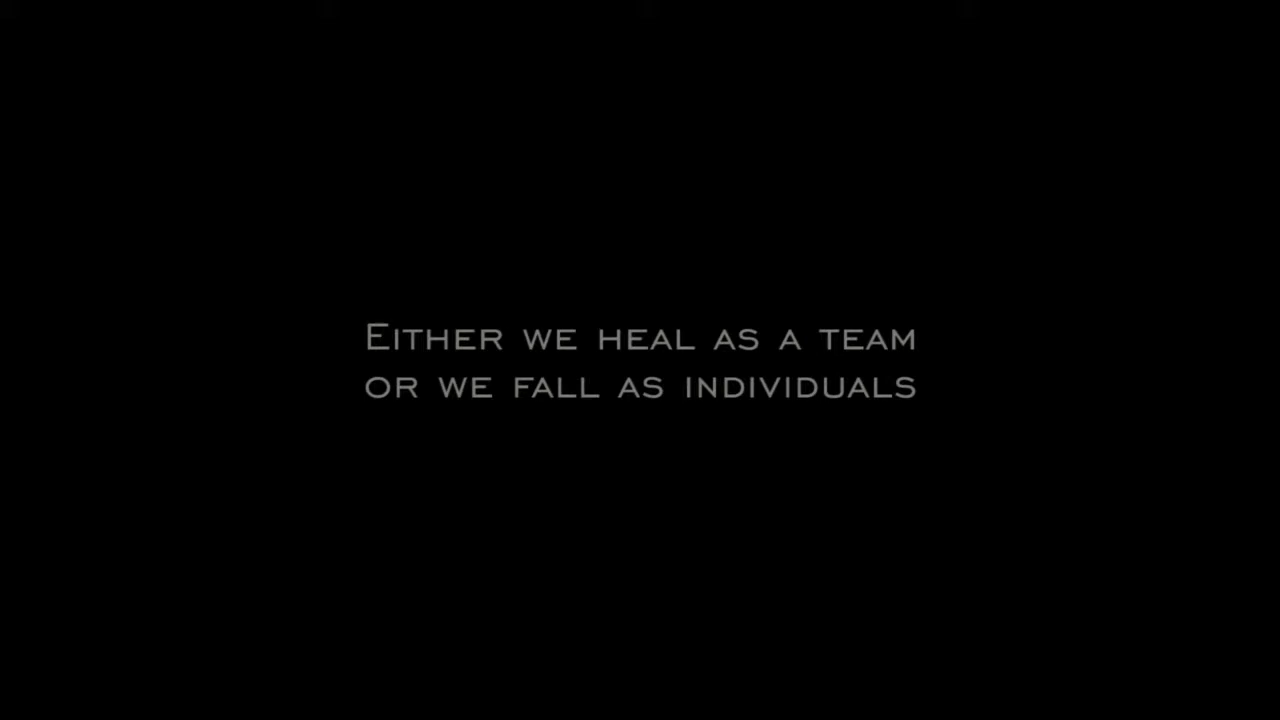 Either we heal as a team
or we fall as individuals